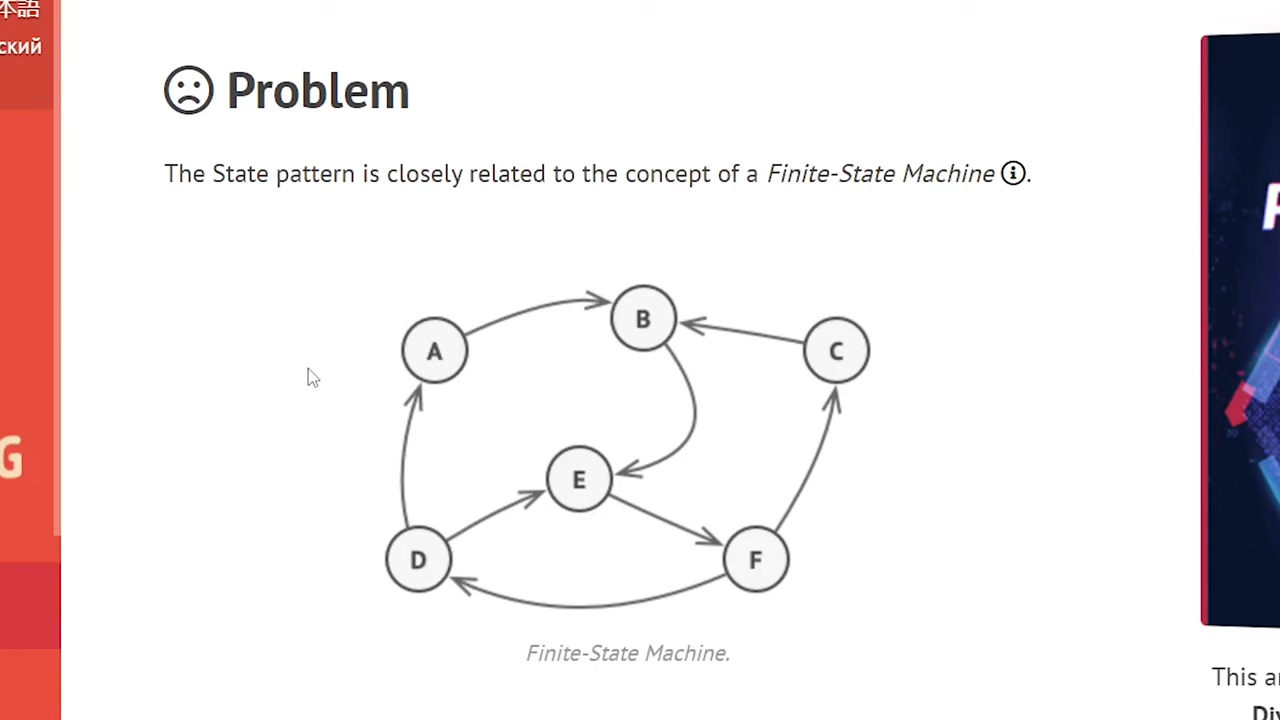 本語
ский
Problem
The State pattern is closely related to the concept of a Finite-State Machine.
A
B
C
E
D
F
Finite-State Machine.
G
This a
Div